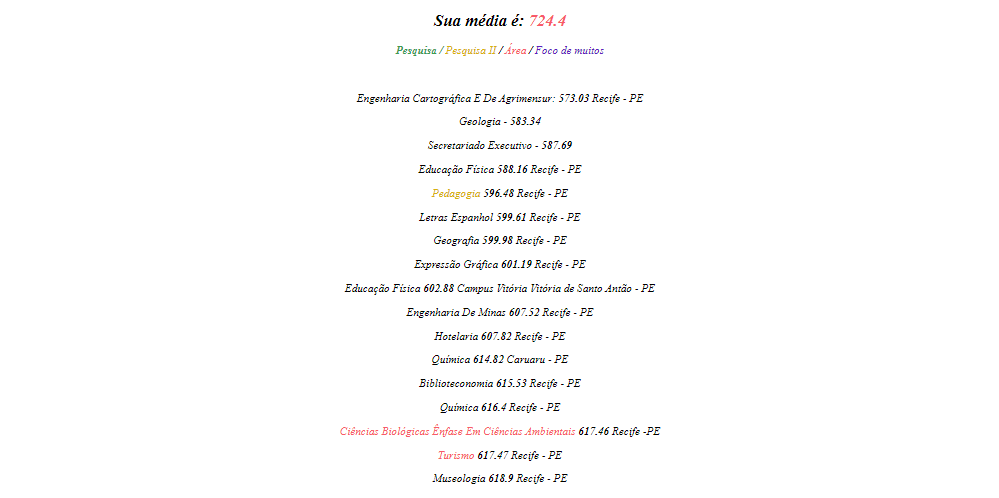 Sua média é: 724.4
Pesquisa / Pesquisa II / Área / Foco de muitos
Engenharia Cartográfica E De Agrimensur: 573.03 Recife - PE
Geologia - 583.34
Secretariado Executivo - 587.69
Educação Física 588.16 Recife - PE
Pedagogia 596.48 Recife - PE
Letras Espanhol 599.61 Recife - PE
Geografia 599.98 Recife - PE
Expressão Gráfica 601.19 Recife - PE
Educação Física 602.88 Campus Vitória Vitória de Santo Antão - PE
Engenharia De Minas 607.52 Recife - PE
Hotelaria 607.82 Recife - PE
Química 614.82 Caruaru - PE
Biblioteconomia 615.53 Recife - PE
Química 616.4 Recife - PE
Ciências Biológicas Ênfase Em Ciências Ambientais 617.46 Recife -PE
Turismo 617.47 Recife - PE
Museologia 618.9 Recife - PE